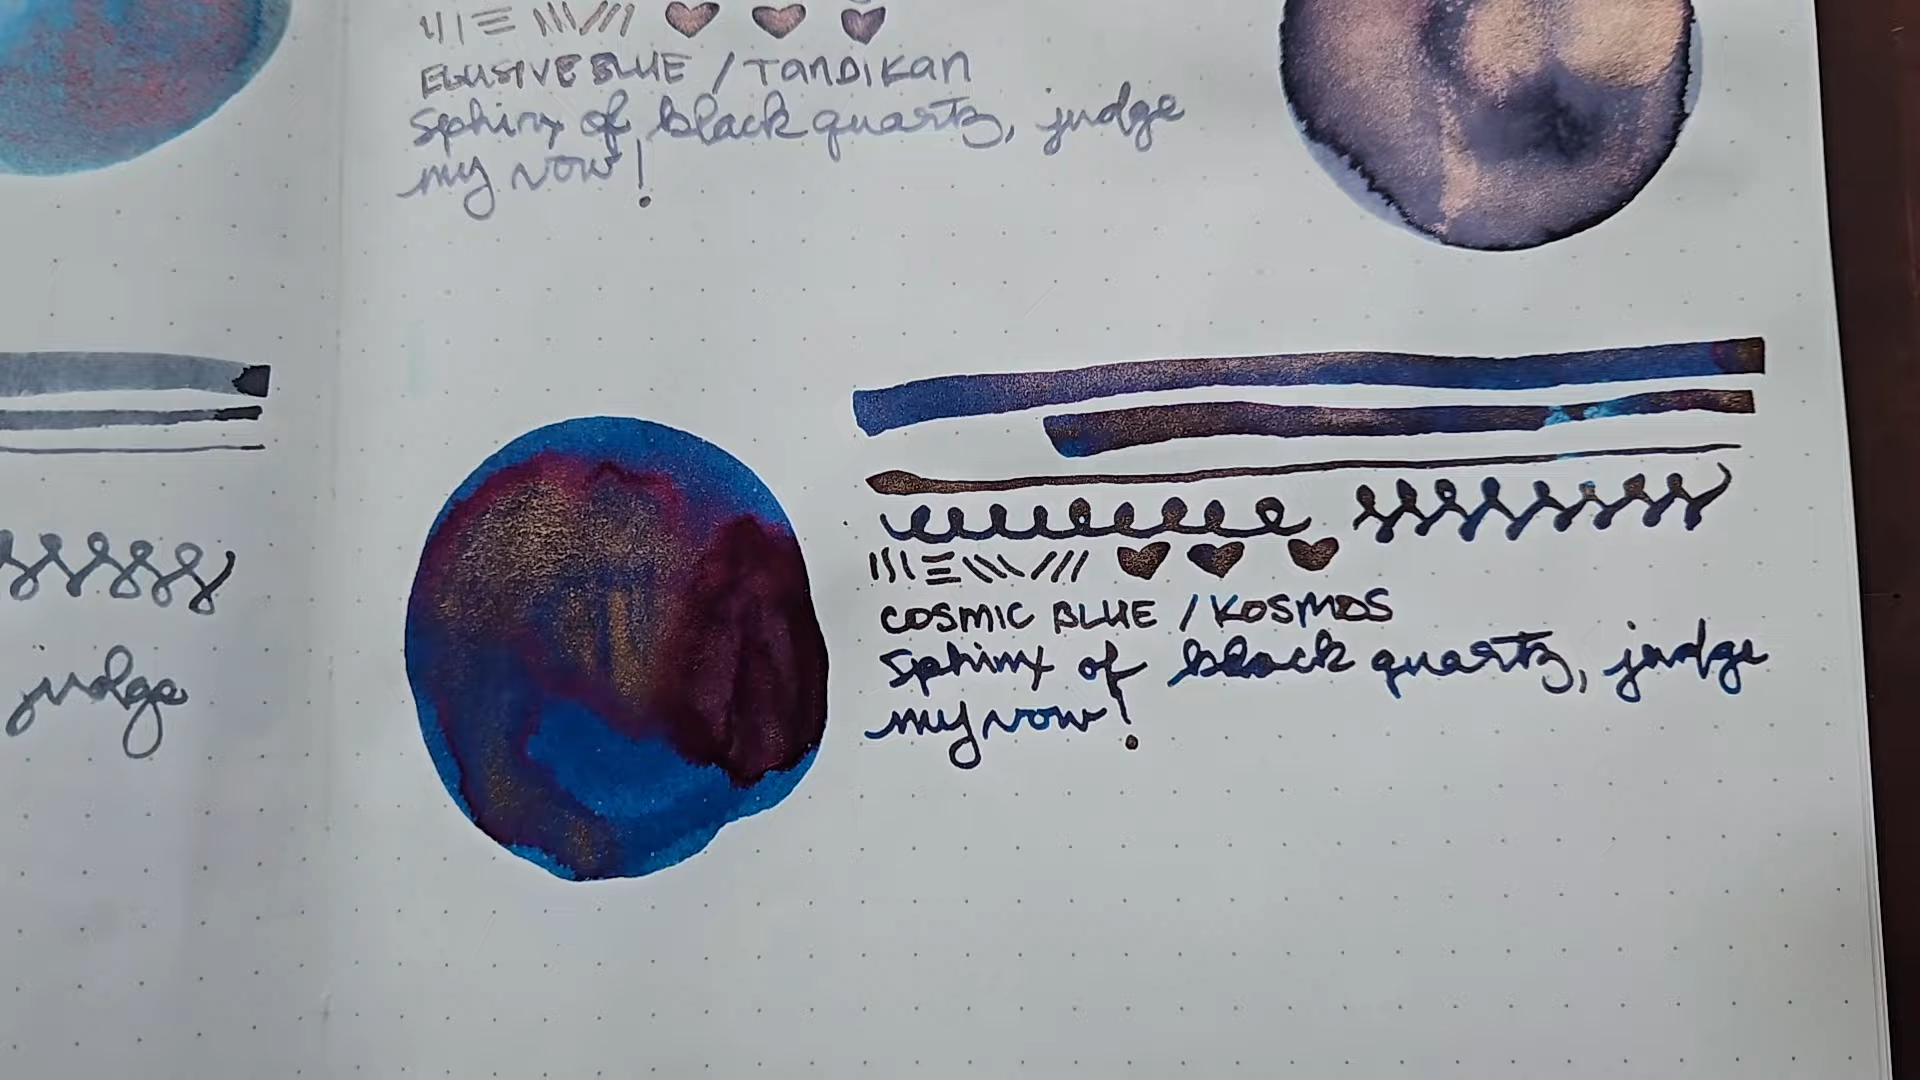 ELUSIVE BLUE / TANDIKAN
Sphinx of black quartz, judge
my vow!
judge
COSMIC BLUE / KOSMOS
Sphinx of black quartz, judge
my vow!